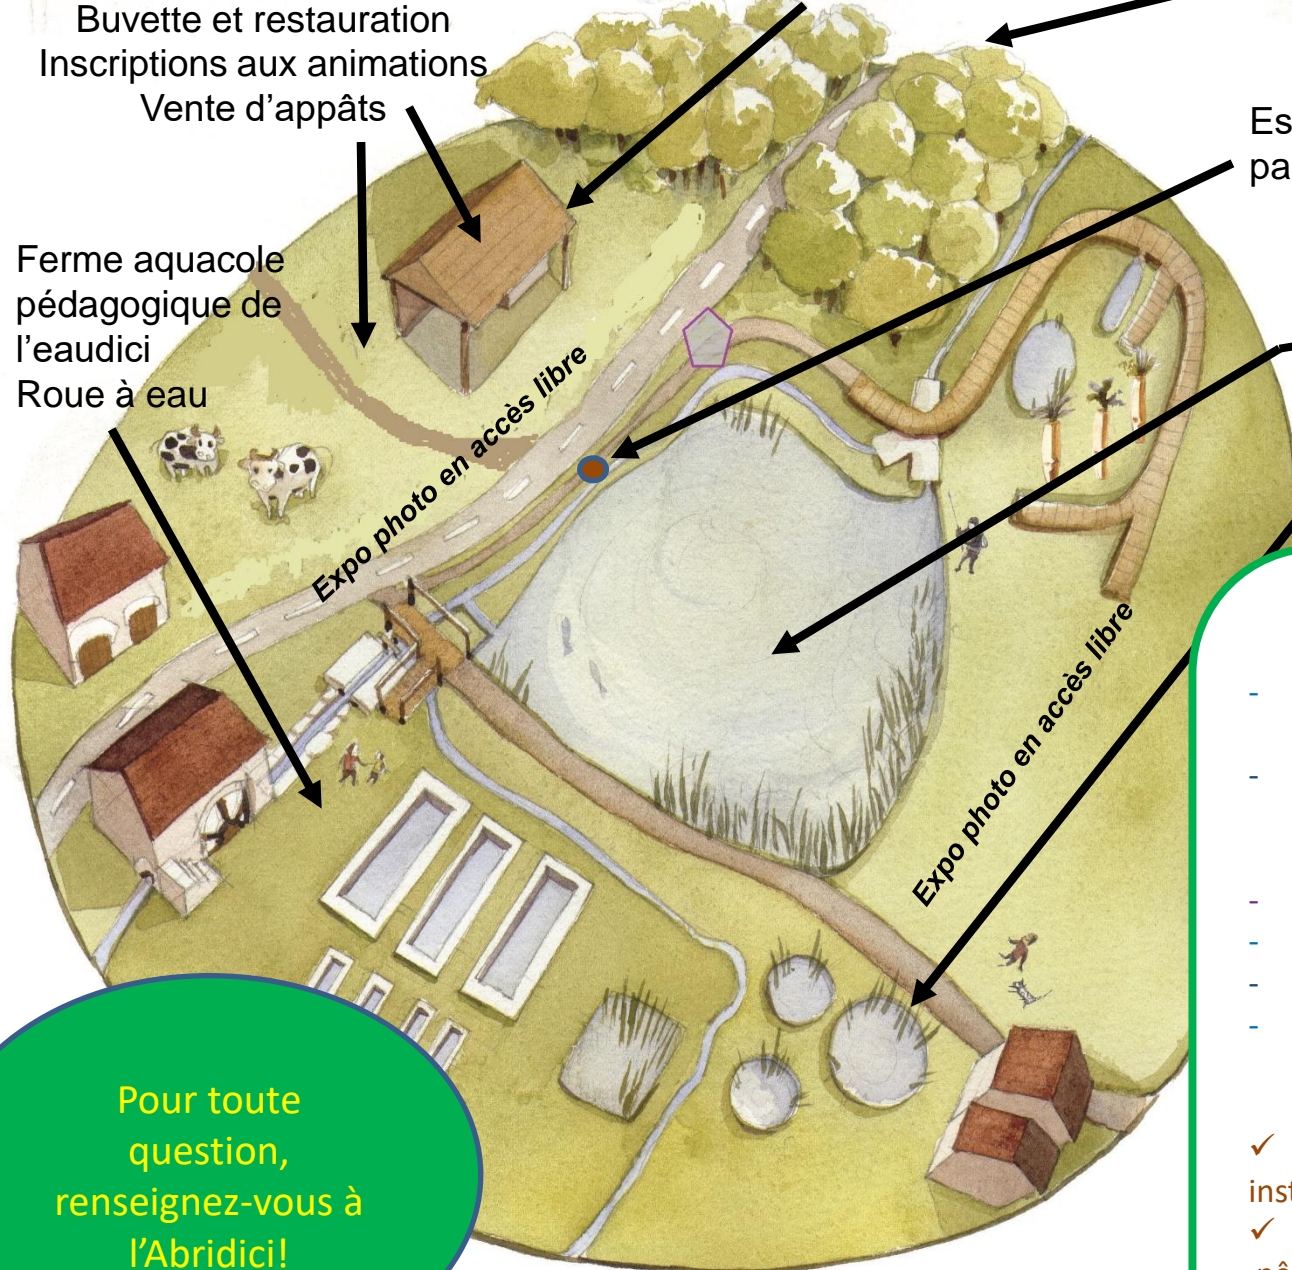 Buvette et restauration
Inscriptions aux animations
Vente d’appâts
Ferme aquacole
pédagogique de
l’eaudici
Roue à eau
Expo photo en accès libre
Expo photo en accès libre
Pour toute
question,
renseignez-vous à
l’Abridici!
-
-
-
-
-
-
✓
✓